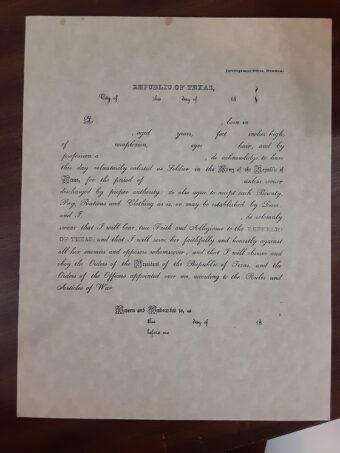 Intelligencer Office, Houston.
REPUBLIC OF TEXAS,
City of this day of 18
I, born in
, aged years, feet inches high,
of complexion, eyes hair, and by
profession a , do acknowledge to have
this day voluntarily enlisted as Soldier in the Army of the Republic of
Texas, for the period of unless sooner
discharged by proper authority: do also agree to accept such Bounty,
Pay, Rations and Clothing as is, or may be established by Law.
and I, , do solemnly
swear that I will bear true Faith and Allegiance to the REPUBLIC
OF TEXAS; and that I will serve her faithfully and honestly against
all her enemies and opposers whomsoever; and that I will observe and
obey the Orders of the President of the Republic of Texas, and the
Orders of the Officers appointed over me, according to the Rules and
Articles of War.
Sworn and Subscribed to, at
this day of 18
before me